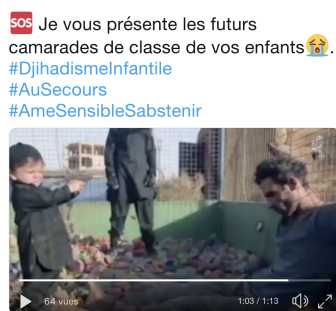 🆘 Je vous présente les futurs
camarades de classe de vos enfants😭.
#DjihadismeInfantile
#AuSecours
#AmeSensibleSabstenir
64 vues
1:03 / 1:13